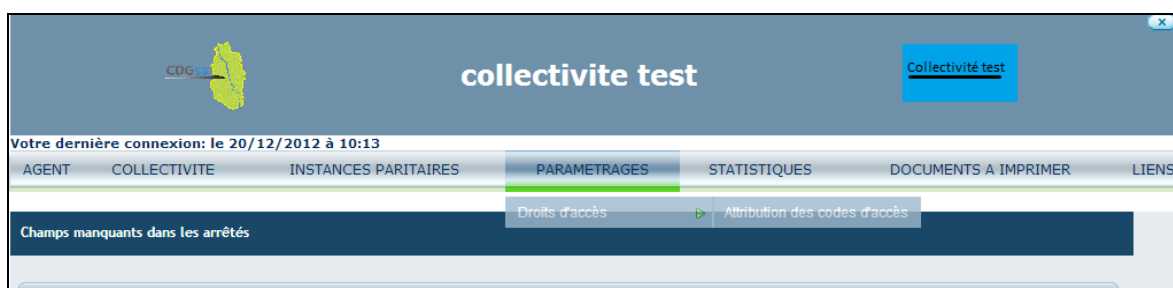 CDG55
collectivite test
Collectivité test
Votre dernière connexion: le 20/12/2012 à 10:13
AGENT COLLECTIVITE INSTANCES PARITAIRES PARAMETRAGES STATISTIQUES DOCUMENTS A IMPRIMER LIENS
Droits d'accès Attribution des codes d'accès
Champs manquants dans les arrêtés